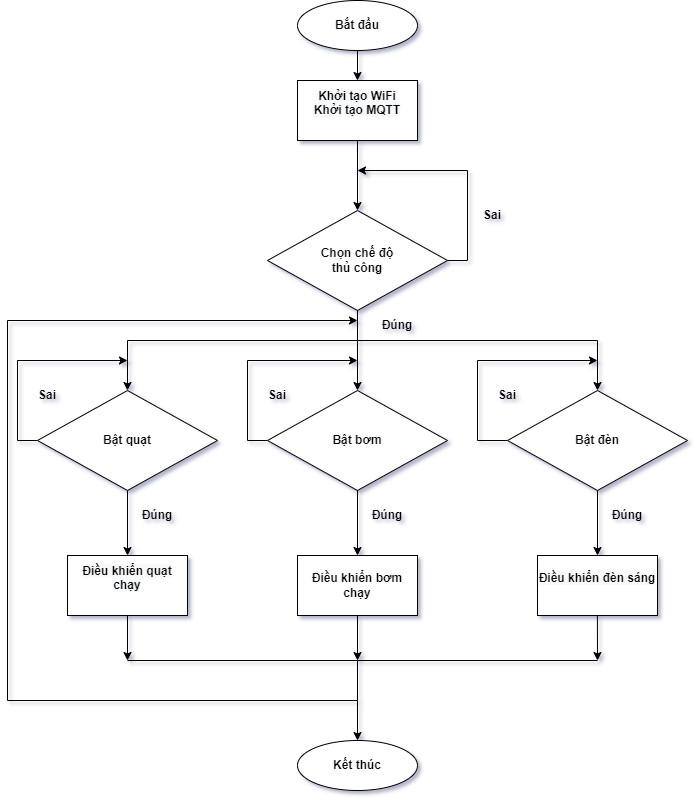 Bắt đầu
Khởi tạo WiFi
Khởi tạo MQTT
Sai
Chọn chế độ
thủ công
Đúng
Sai
Sai
Sai
Bật quạt
Bật bơm
Bật đèn
Đúng
Đúng
Đúng
Điều khiển quạt
chạy
Điều khiển bơm
chạy
Điều khiển đèn sáng
Kết thúc